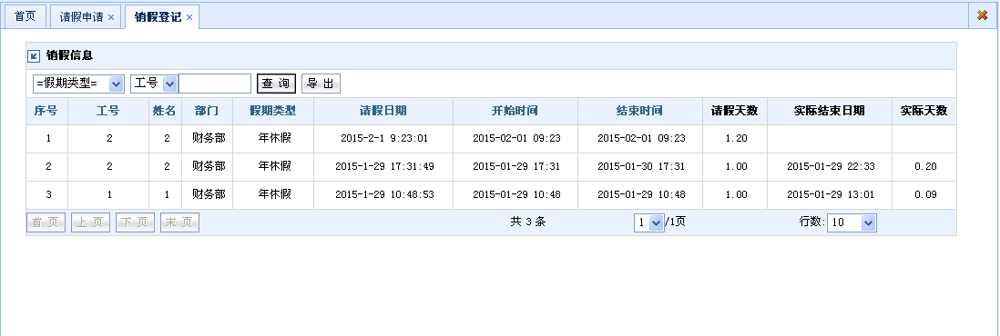 首页 请假申请 × 销假登记 ×
销假信息
=假期类型= 工号 查 询 导 出
序号 工号 姓名 部门 假期类型 请假日期 开始时间 结束时间 请假天数 实际结束日期 实际天数
1 2 2 财务部 年休假 2015-2-1 9:23:01 2015-02-01 09:23 2015-02-01 09:23 1.20
2 2 2 财务部 年休假 2015-1-29 17:31:49 2015-01-29 17:31 2015-01-30 17:31 1.00 2015-01-29 22:33 0.20
3 1 1 财务部 年休假 2015-1-29 10:48:53 2015-01-29 10:48 2015-01-29 10:48 1.00 2015-01-29 13:01 0.09
首 页 上 页 下 页 末 页 共 3 条 1 /1页 行数: 10